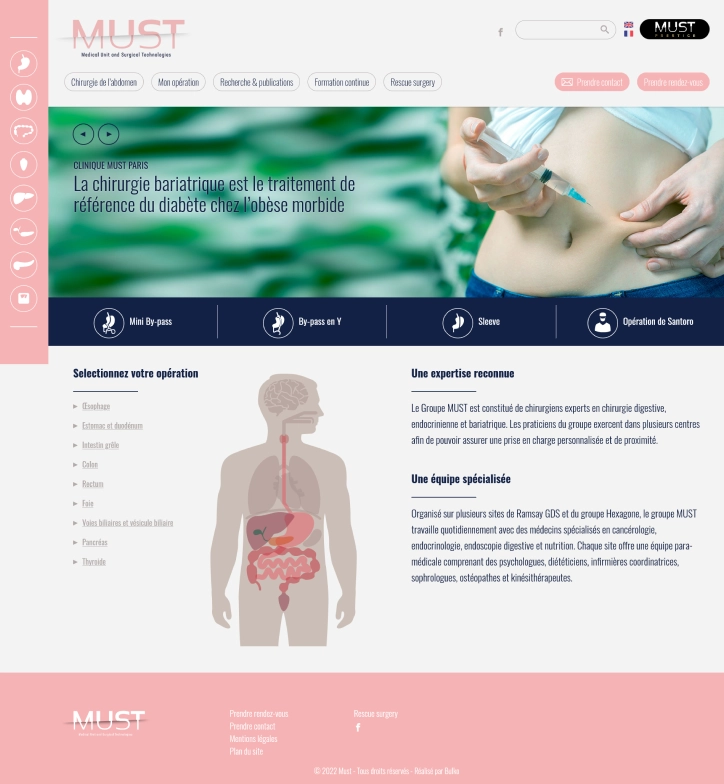 MUST
Medical Unit and Surgical Technologies
MUST
PRESTIGE
Chirurgie de l'abdomen
Mon opération
Recherche & publications
Formation continue
Rescue surgery
Prendre contact
Prendre rendez-vous
CLINIQUE MUST PARIS
La chirurgie bariatrique est le traitement de
référence du diabète chez l'obèse morbide
Mini By-pass
By-pass en Y
Sleeve
Opération de Santoro
Selectionnez votre opération
Œsophage
Estomac et duodénum
Intestin grêle
Colon
Rectum
Foie
Voies biliaires et vésicule biliaire
Pancréas
Thyroïde
Une expertise reconnue
Le Groupe MUST est constitué de chirurgiens experts en chirurgie digestive,
endocrinienne et bariatrique. Les praticiens du groupe exercent dans plusieurs centres
afin de pouvoir assurer une prise en charge personnalisée et de proximité.
Une équipe spécialisée
Organisé sur plusieurs sites de Ramsay GDS et du groupe Hexagone, le groupe MUST
travaille quotidiennement avec des médecins spécialisés en cancérologie,
endocrinologie, endoscopie digestive et nutrition. Chaque site offre une équipe para-
médicale comprenant des psychologues, diététiciens, infirmières coordinatrices,
sophrologues, ostéopathes et kinésithérapeutes.
MUST
Prendre rendez-vous
Prendre contact
Mentions légales
Plan du site
Rescue surgery
© 2022 Must - Tous droits réservés - Réalisé par